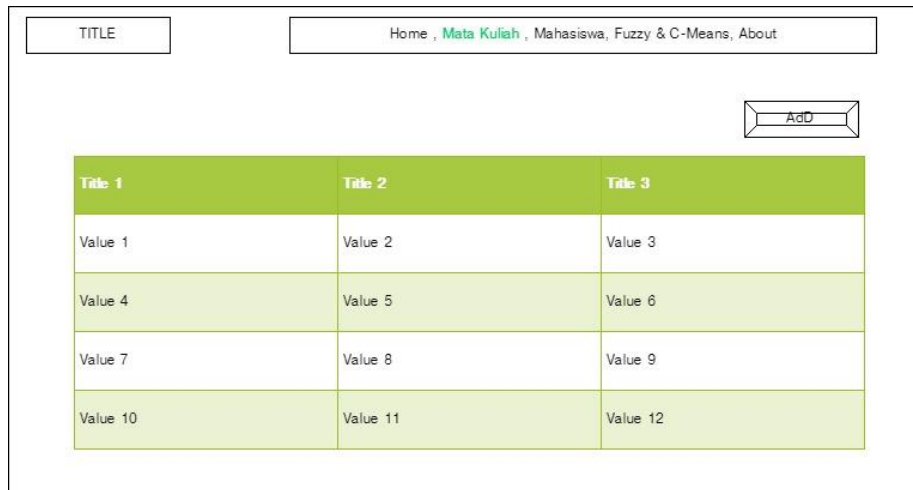 TITLE
Home , Mata Kuliah , Mahasiswa, Fuzzy & C-Means, About
AdD
Title 1 Title 2 Title 3
Value 1 Value 2 Value 3
Value 4 Value 5 Value 6
Value 7 Value 8 Value 9
Value 10 Value 11 Value 12